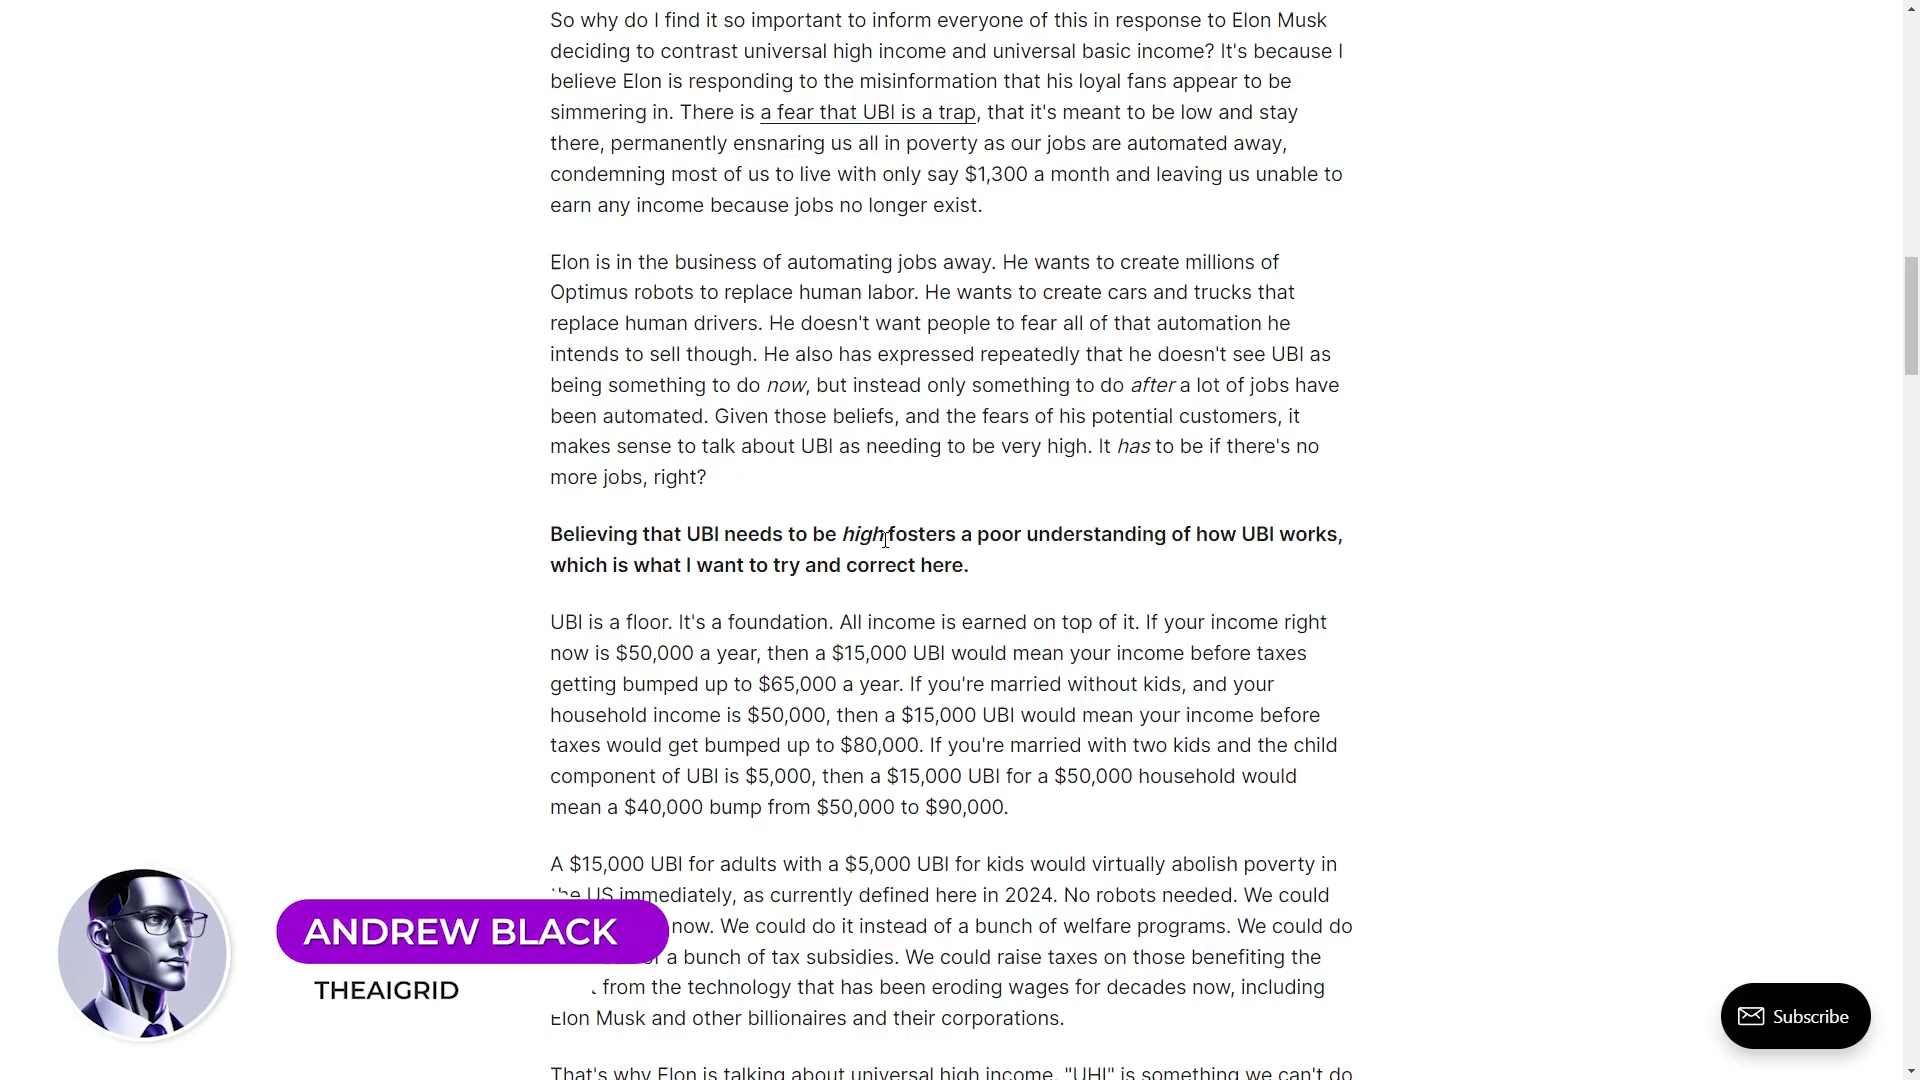 So why do I find it so important to inform everyone of this in response to Elon Musk
deciding to contrast universal high income and universal basic income? It's because I
believe Elon is responding to the misinformation that his loyal fans appear to be
simmering in. There is a fear that UBI is a trap, that it's meant to be low and stay
there, permanently ensnaring us all in poverty as our jobs are automated away,
condemning most of us to live with only say $1,300 a month and leaving us unable to
earn any income because jobs no longer exist.
Elon is in the business of automating jobs away. He wants to create millions of
Optimus robots to replace human labor. He wants to create cars and trucks that
replace human drivers. He doesn't want people to fear all of that automation he
intends to sell though. He also has expressed repeatedly that he doesn't see UBI as
being something to do now, but instead only something to do after a lot of jobs have
been automated. Given those beliefs, and the fears of his potential customers, it
makes sense to talk about UBI as needing to be very high. It has to be if there's no
more jobs, right?
Believing that UBI needs to be high fosters a poor understanding of how UBI works,
which is what I want to try and correct here.
UBI is a floor. It's a foundation. All income is earned on top of it. If your income right
now is $50,000 a year, then a $15,000 UBI would mean your income before taxes
getting bumped up to $65,000 a year. If you're married without kids, and your
household income is $50,000, then a $15,000 UBI would mean your income before
taxes would get bumped up to $80,000. If you're married with two kids and the child
component of UBI is $5,000, then a $15,000 UBI for a $50,000 household would
mean a $40,000 bump from $50,000 to $90,000.
A $15,000 UBI for adults with a $5,000 UBI for kids would virtually abolish poverty in
the US immediately, as currently defined here in 2024. No robots needed. We could
now. We could do it instead of a bunch of welfare programs. We could do
a bunch of tax subsidies. We could raise taxes on those benefiting the
from the technology that has been eroding wages for decades now, including
Elon Musk and other billionaires and their corporations.
That's why Elon is talking about universal high income. "UHI" is something we can't do
ANDREW BLACK
THEAIGRID
Subscribe